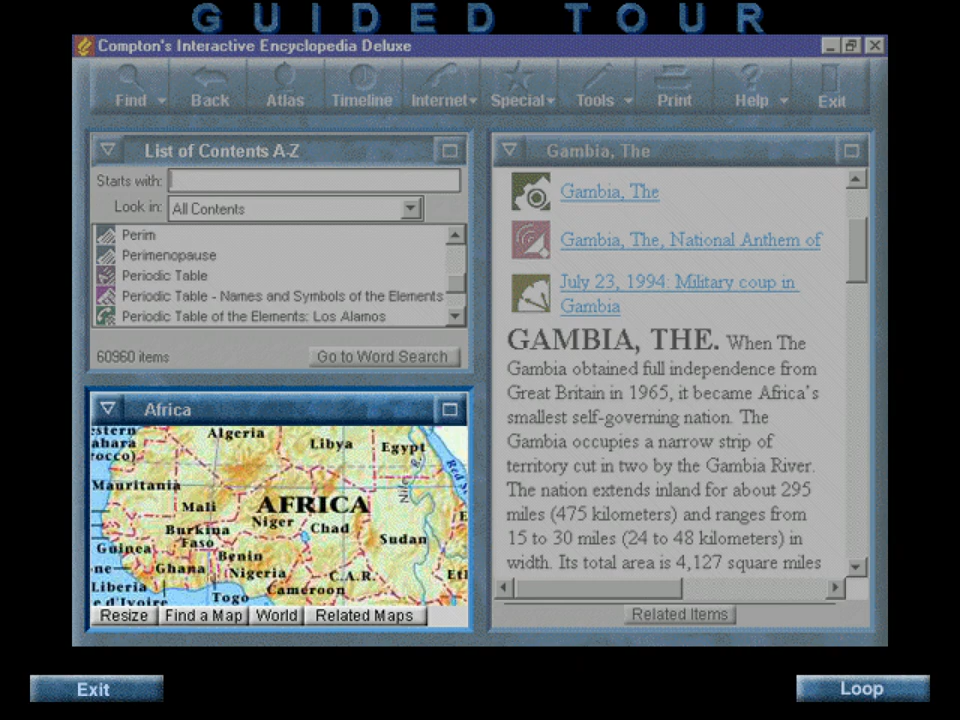 GUIDED TOUR
Compton's Interactive Encyclopedia Deluxe
Find Back Atlas Timeline Internet Special Tools Print Help Exit
List of Contents A-Z
Starts with:
Look in: All Contents
Perim
Perimenopause
Periodic Table
Periodic Table - Names and Symbols of the Elements
Periodic Table of the Elements: Los Alamos
60960 items Go to Word Search
Africa
estern
ahara
rocco)
Algeria
Libya
Egypt
Red
Nile R.
Mauritania
Mali
AFRICA
Niger
Chad
Burkina
Faso
Sudan
E
Guinea
Benin
ne
Ghana
Nigeria
C.A.R.
Etl
Liberia
Cameroon
e d'Ivoire
Togo
Resize Find a Map World Related Maps
Gambia, The
Gambia, The
Gambia, The, National Anthem of
July 23, 1994: Military coup in
Gambia
GAMBIA, THE. When The
Gambia obtained full independence from
Great Britain in 1965, it became Africa's
smallest self-governing nation. The
Gambia occupies a narrow strip of
territory cut in two by the Gambia River.
The nation extends inland for about 295
miles (475 kilometers) and ranges from
15 to 30 miles (24 to 48 kilometers) in
width. Its total area is 4,127 square miles
Related Items
Exit
Loop